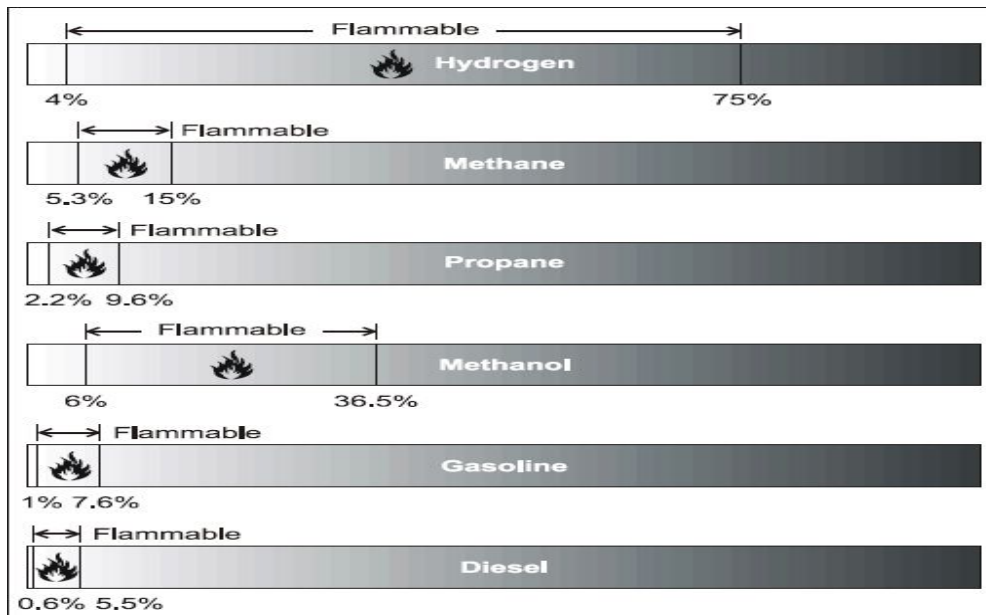 Flammable
Hydrogen
4% 75%
Flammable
Methane
5.3% 15%
Flammable
Propane
2.2% 9.6%
Flammable
Methanol
6% 36.5%
Flammable
Gasoline
1% 7.6%
Flammable
Diesel
0.6% 5.5%